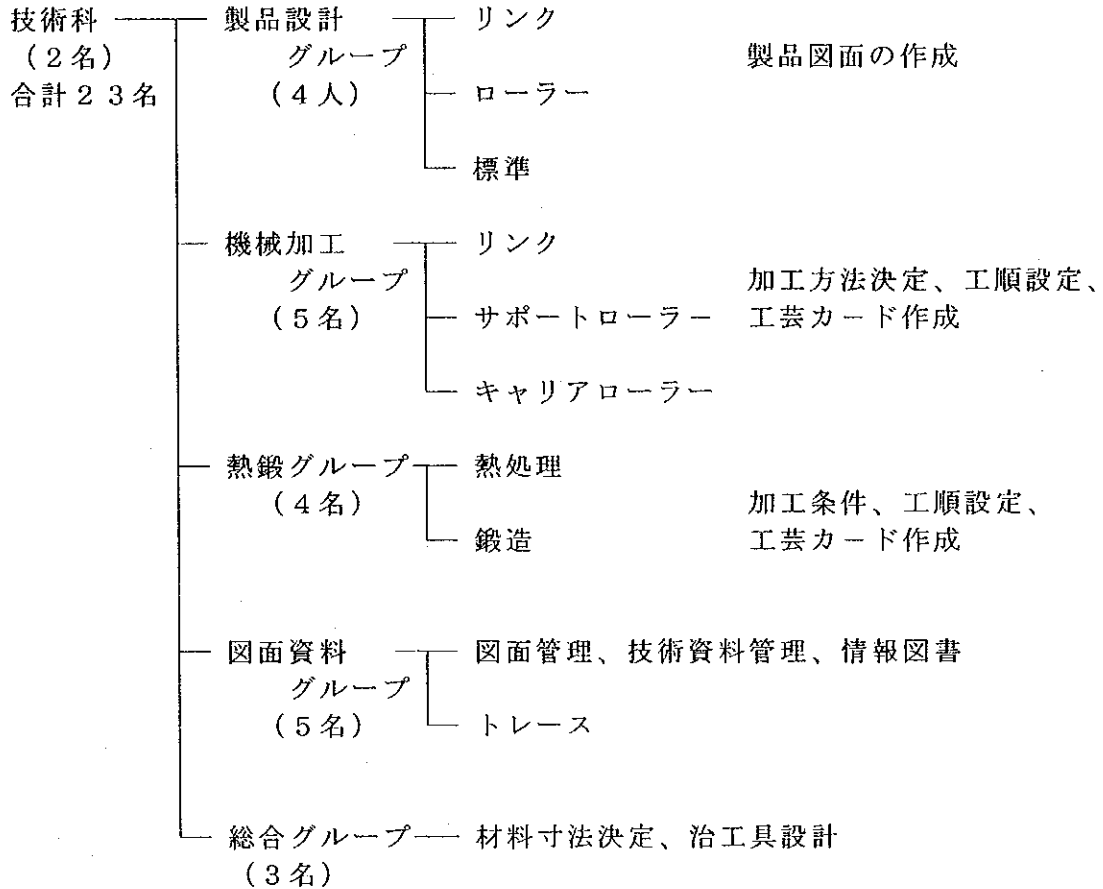 技術科 製品設計 リンク
(2名) グループ 製品図面の作成
合計23名 (4人) ローラー
標準
機械加工 リンク
グループ 加工方法決定、工順設定、
(5名) サポートローラー 工芸カード作成
キャリアローラー
熱鍛グループ 熱処理
(4名) 加工条件、工順設定、
鍛造 工芸カード作成
図面資料 図面管理、技術資料管理、情報図書
グループ
(5名) トレース
総合グループ 材料寸法決定、治工具設計
(3名)